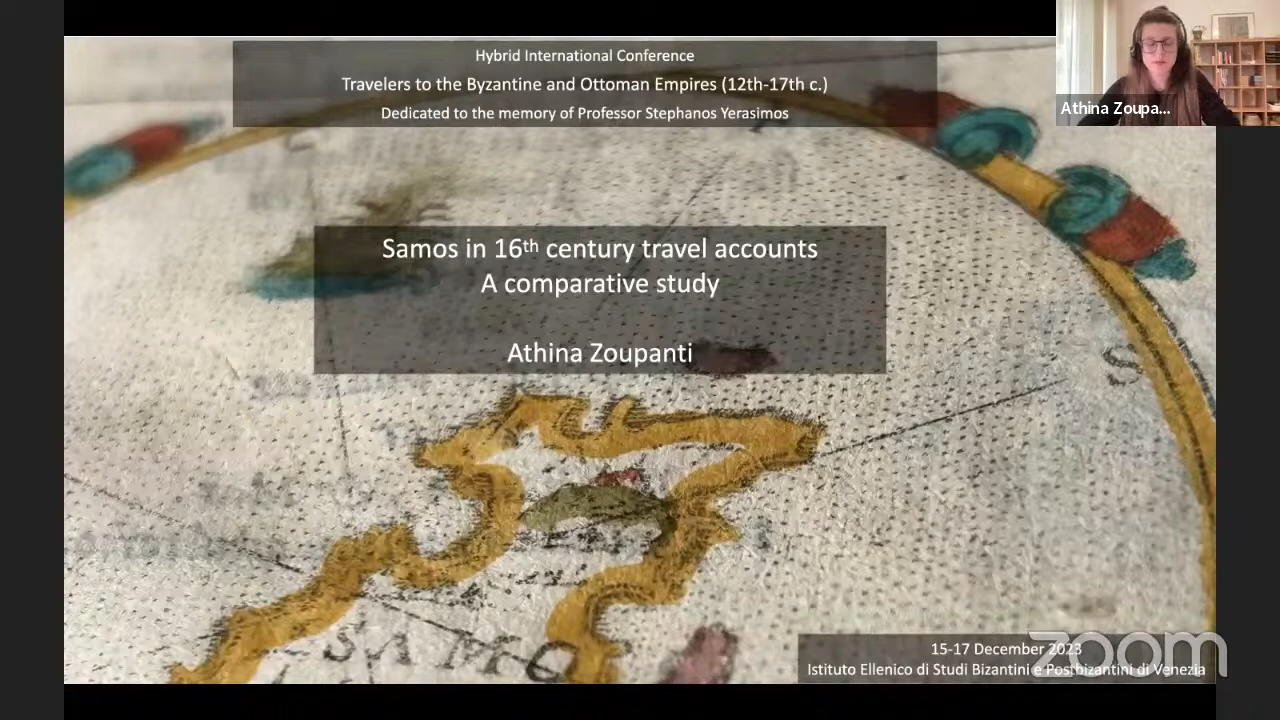 Hybrid International Conference
Travelers to the Byzantine and Ottoman Empires (12th-17th c.)
Dedicated to the memory of Professor Stephanos Yerasimos
Athina Zoupa...
Samos in 16th century travel accounts
A comparative study
Athina Zoupanti
S
SAMO
15-17 December 2023
Istituto Ellenico di Studi Bizantini e Postbizantini di Venezia
zoom